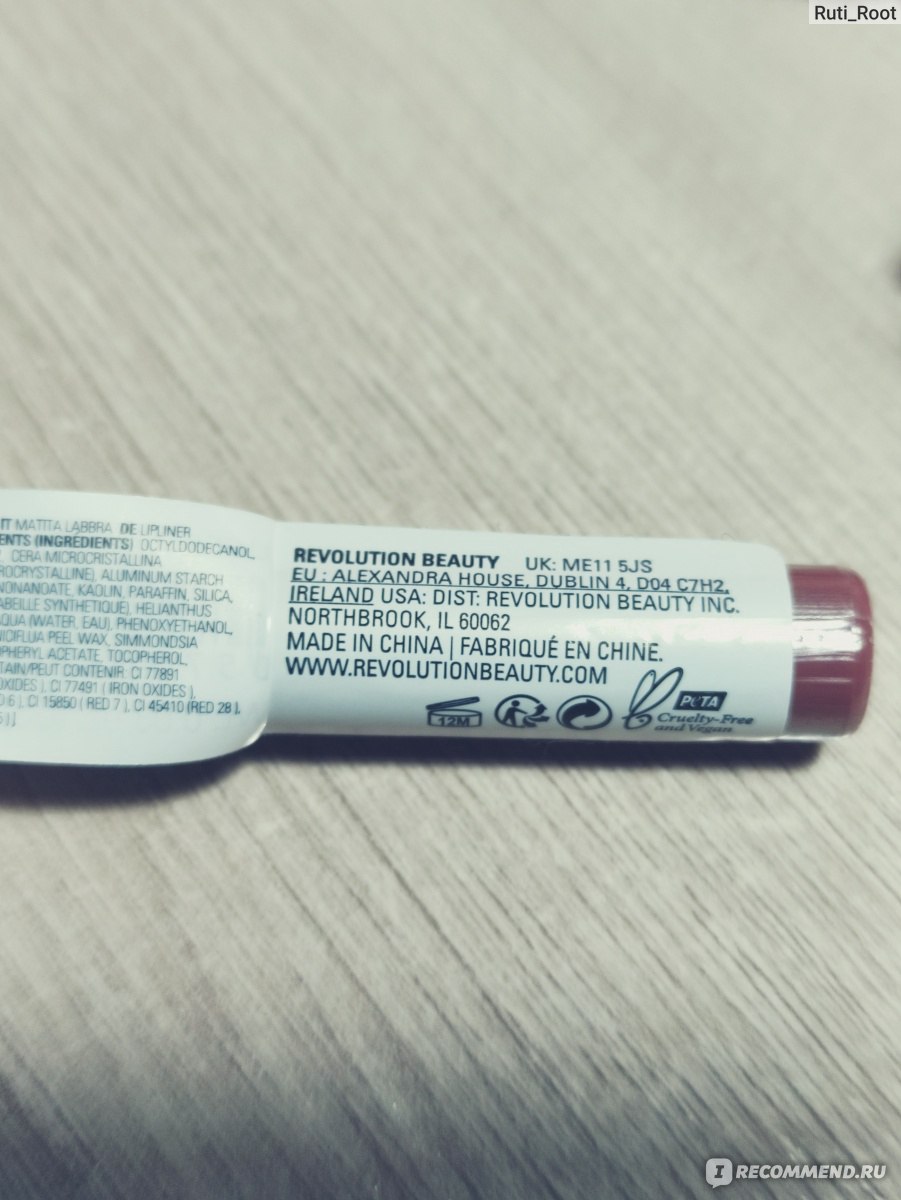 Ruti_Root
IT MATITA LABBRA DE LIPLINER
ENTS (INGREDIENTS) OCTYLDODECANOL,
CERA MICROCRISTALLINA
ROCRYSTALLINE), ALUMINUM STARCH
NONANOATE, KAOLIN, PARAFFIN, SILICA,
ABEILLE SYNTHETIQUE), HELIANTHUS
AQUA (WATER, EAU), PHENOXYETHANOL,
NICIFLUA PEEL WAX, SIMMONDSIA
PHERYL ACETATE, TOCOPHEROL,
TAIN/PEUT CONTENIR: CI 77891
OXIDES ), CI 77491 ( IRON OXIDES ),
D 6 ), CI 15850 ( RED 7 ), CI 45410 (RED 28 ),
REVOLUTION BEAUTY UK: ME11 5JS
EU : ALEXANDRA HOUSE, DUBLIN 4, D04 C7H2,
IRELAND USA: DIST: REVOLUTION BEAUTY INC.
NORTHBROOK, IL 60062
MADE IN CHINA | FABRIQUÉ EN CHINE.
WWW.REVOLUTIONBEAUTY.COM
12M
PETA
Cruelty-Free
and Vegan
IRECOMMEND.RU